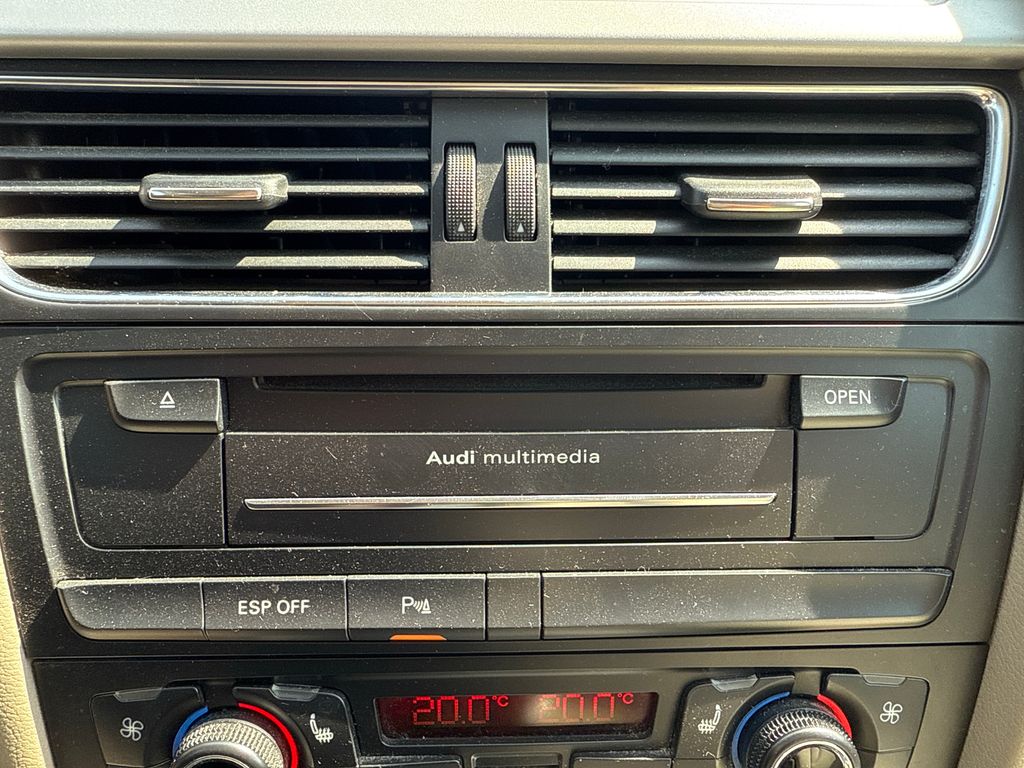 OPEN
Audi multimedia
ESP OFF
P
20.0°C 20.0°C